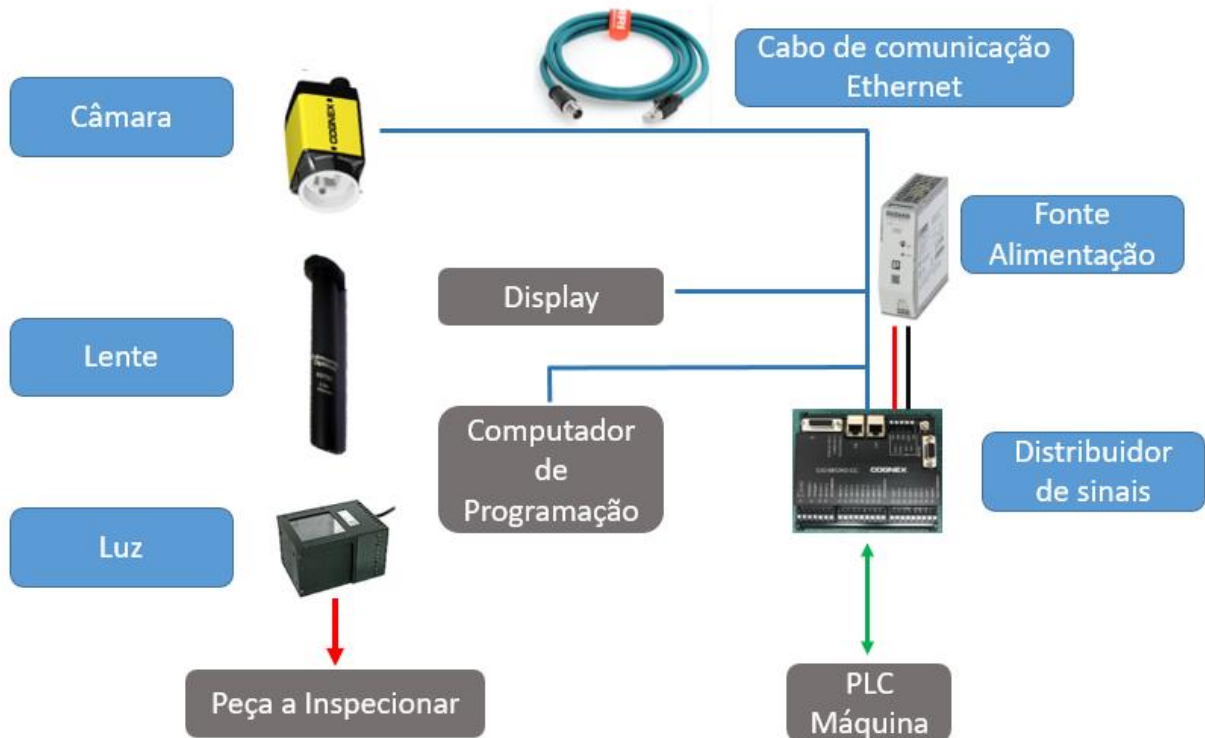 Cabo de comunicação
Ethernet
Câmara
COGNEX
Fonte
Alimentação
Display
Lente
Computador
de
Programação
COGNEX
Distribuidor
de sinais
Luz
Peça a Inspecionar
PLC
Máquina